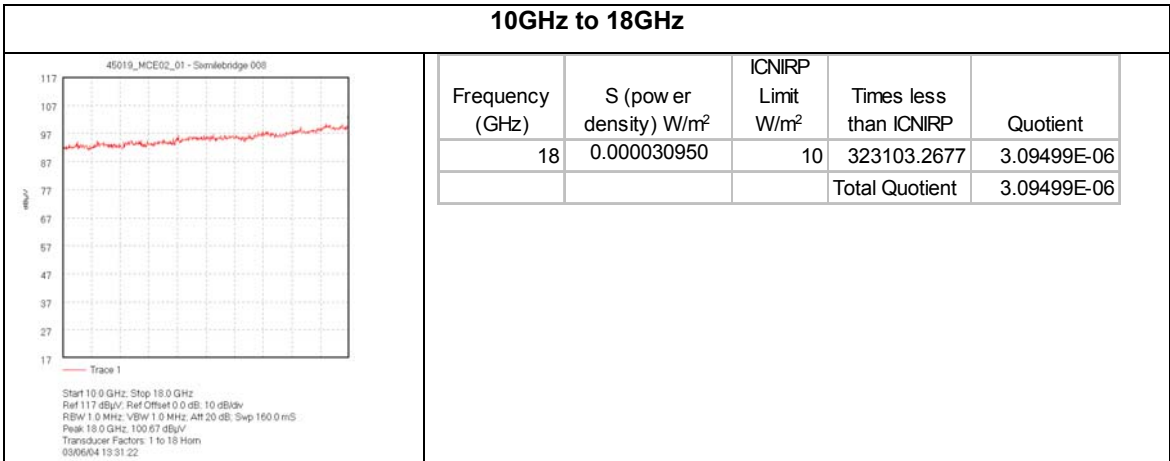 10GHz to 18GHz
45019_MCE02_01 - Sixmilebridge 008
117
107
97
87
77
67
57
47
37
27
17
dBµV
Trace 1
Start 10.0 GHz; Stop 18.0 GHz
Ref 117 dBµV; Ref Offset 0.0 dB; 10 dB/div
RBW 1.0 MHz; VBW 1.0 MHz; Att 20 dB; Swp 160.0 mS
Peak 18.0 GHz, 100.67 dBµV
Transducer Factors: 1 to 18 Horn
03/06/04 13:31:22
Frequency (GHz) S (power density) W/m² ICNIRP Limit W/m² Times less than ICNIRP Quotient
18 0.000030950 10 323103.2677 3.09499E-06
Total Quotient 3.09499E-06